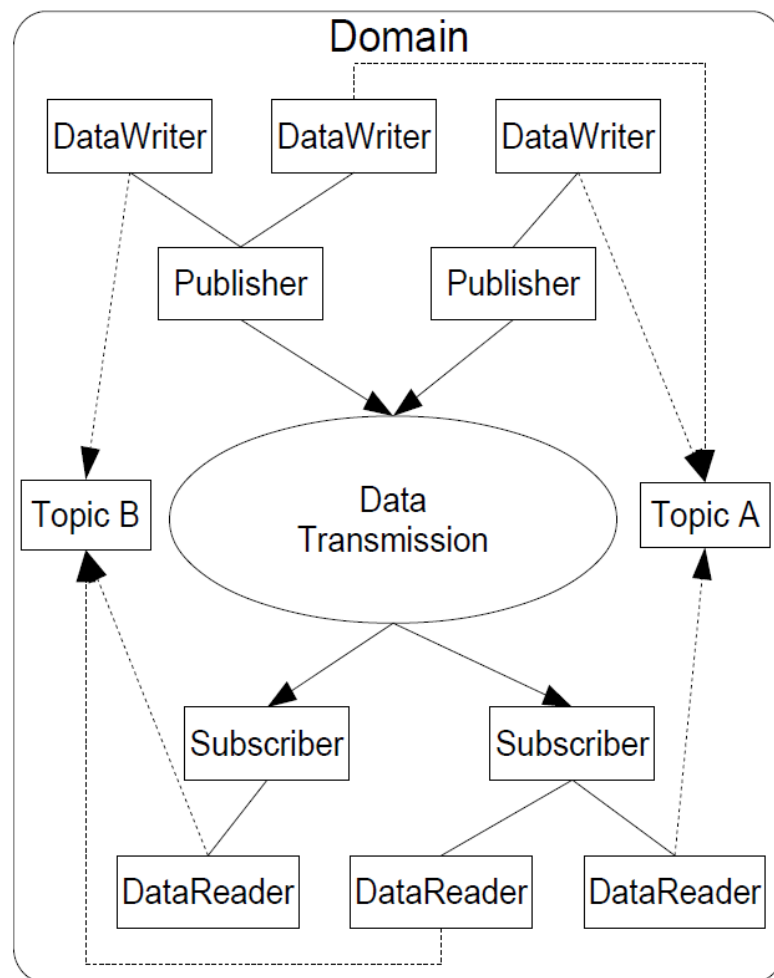 Domain
DataWriter
DataWriter
DataWriter
Publisher
Publisher
Topic B
Data
Transmission
Topic A
Subscriber
Subscriber
DataReader
DataReader
DataReader